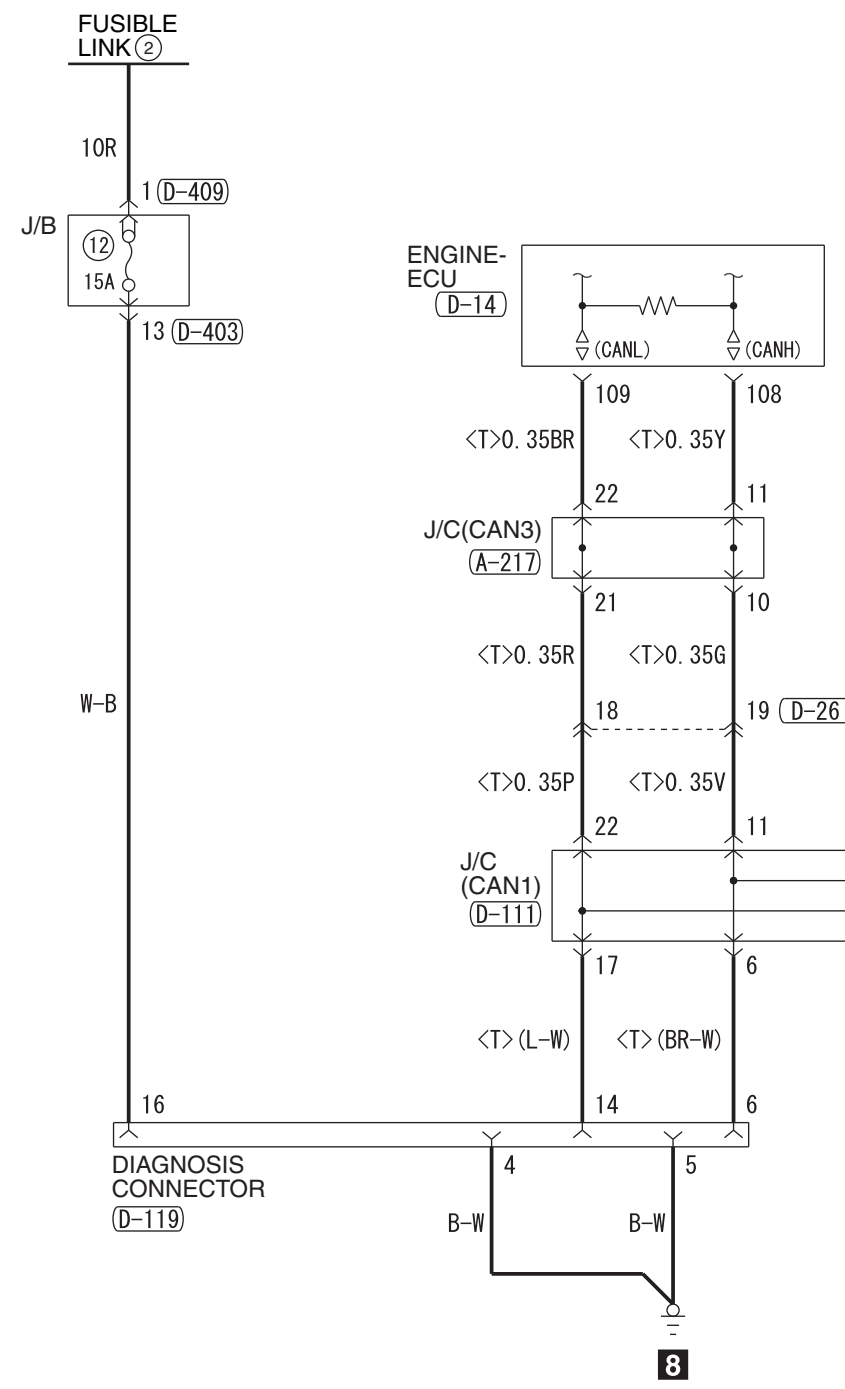 FUSIBLE
LINK 2
10R
1 D-409
J/B
12
15A
13 D-403
ENGINE-
ECU
D-14
(CANL) (CANH)
109 108
<T>0.35BR <T>0.35Y
22 11
J/C(CAN3)
A-217
21 10
<T>0.35R <T>0.35G
W-B
18 19 D-26
<T>0.35P <T>0.35V
22 11
J/C
(CAN1)
D-111
17 6
<T>(L-W) <T>(BR-W)
16 14 6
DIAGNOSIS
CONNECTOR
D-119
4 5
B-W B-W
8